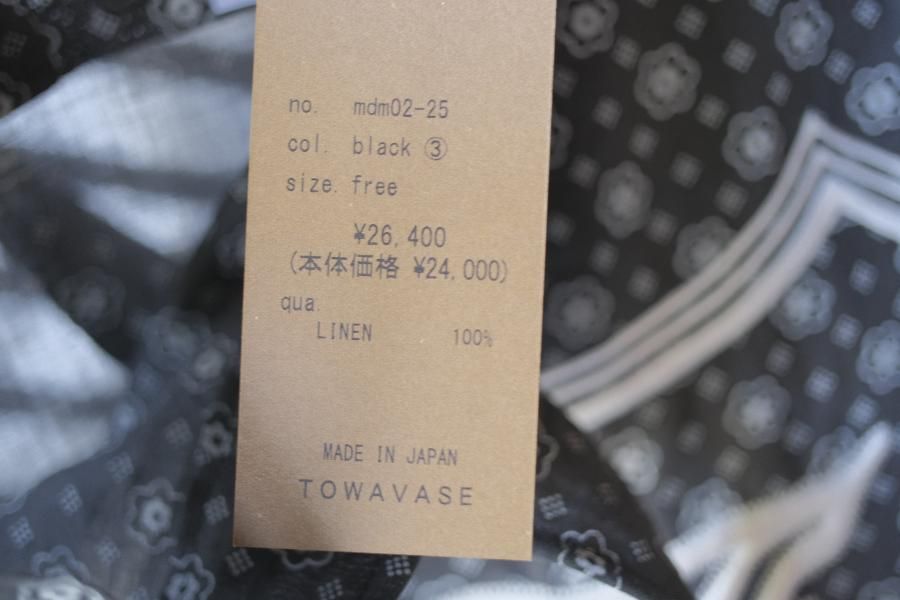 no. mdm02-25
col. black ③
size. free
¥26,400
(本体価格 ¥24,000)
qua.
LINEN 100%
MADE IN JAPAN
TOWAVASE